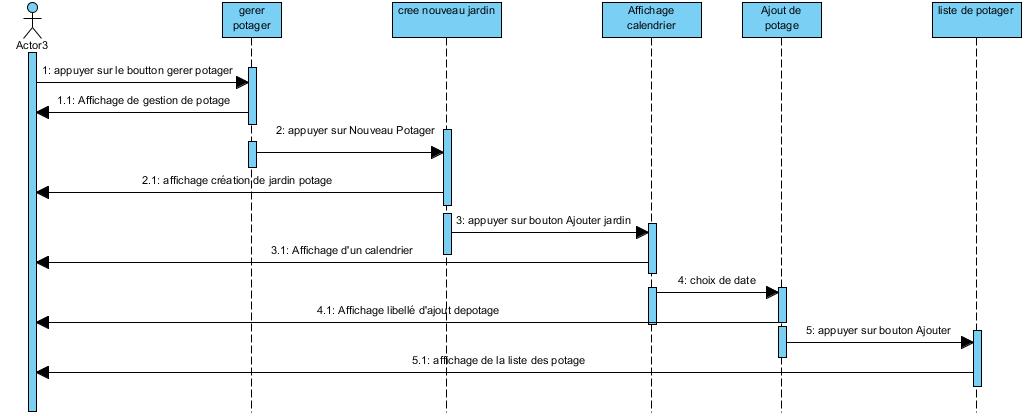 gerer
potager
cree nouveau jardin
Affichage
calendrier
Ajout de
potage
liste de potager
Actor3
1: appuyer sur le boutton gerer potager
1.1: Affichage de gestion de potage
2: appuyer sur Nouveau Potager
2.1: affichage création de jardin potage
3: appuyer sur bouton Ajouter jardin
3.1: Affichage d'un calendrier
4: choix de date
4.1: Affichage libellé d'ajout depotage
5: appuyer sur bouton Ajouter
5.1: affichage de la liste des potage